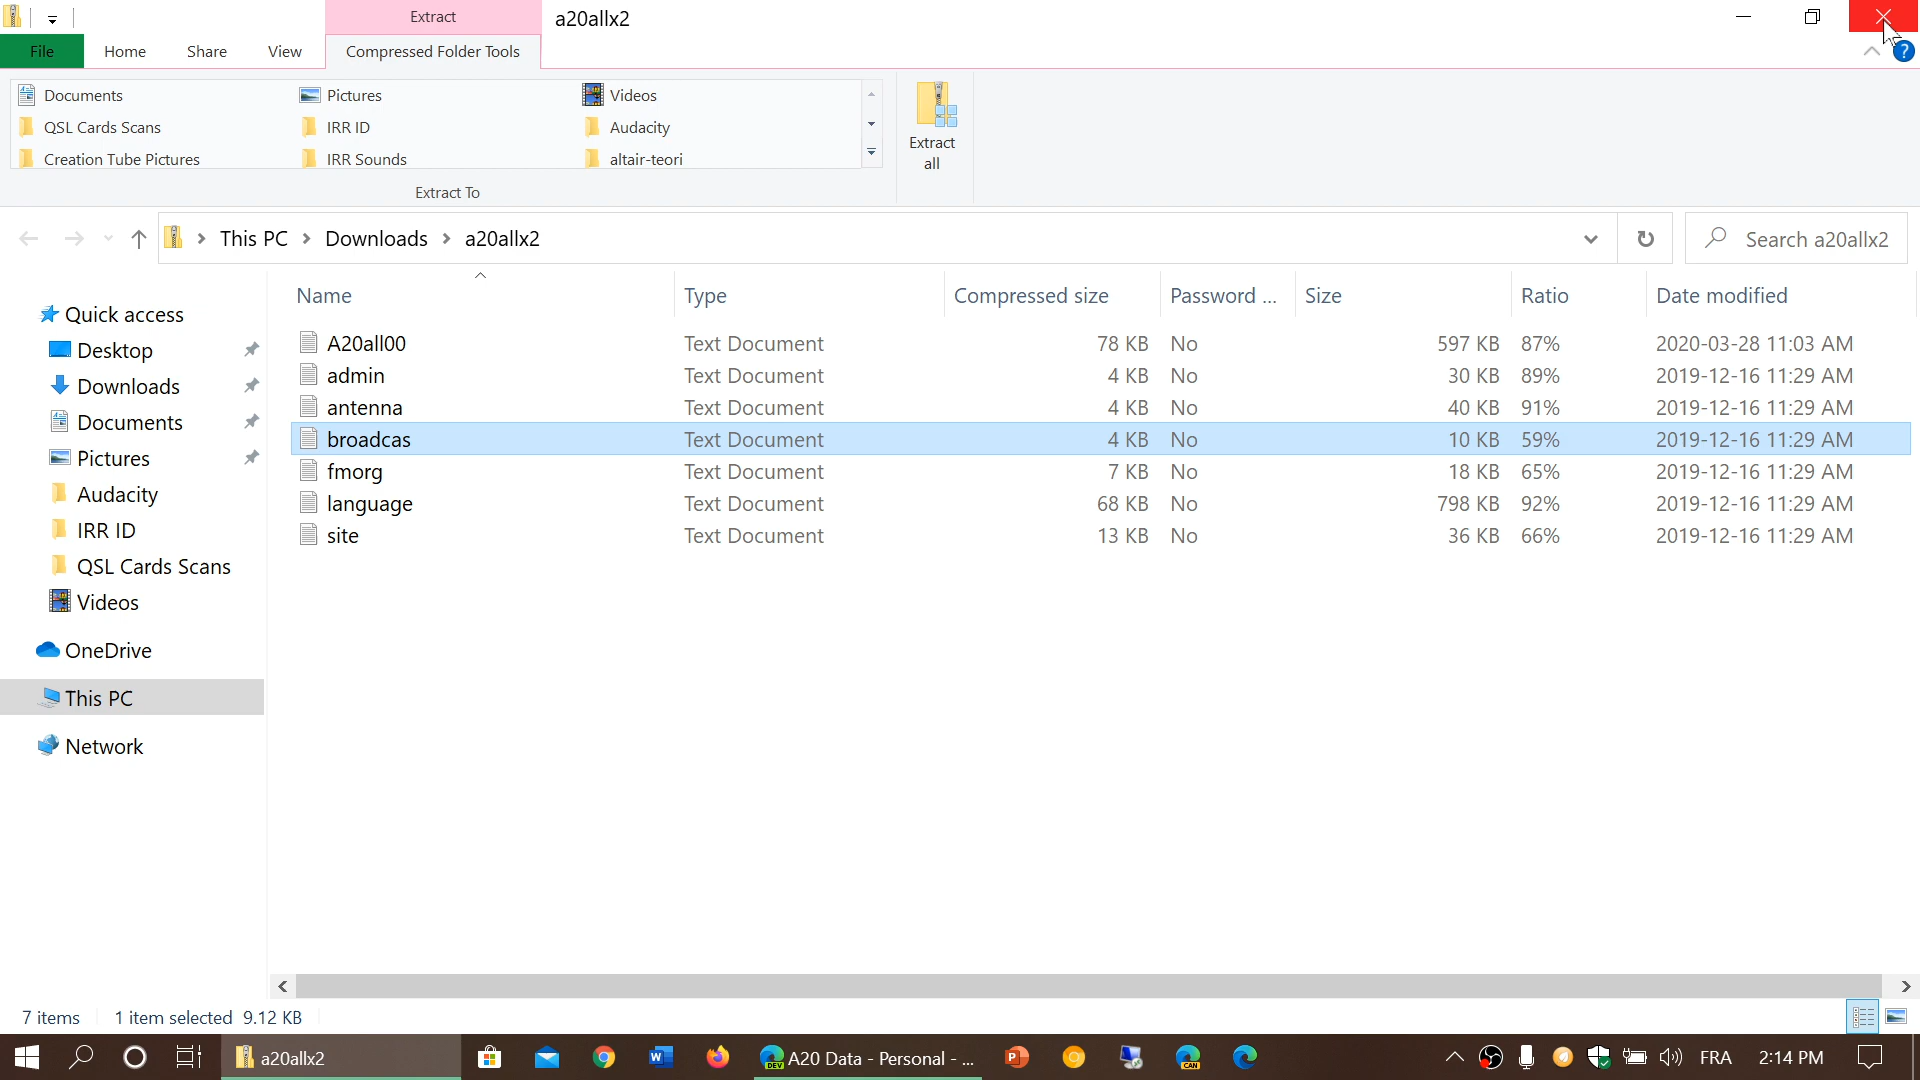 Extract
a20allx2
File
Home
Share
View
Compressed Folder Tools
?
Documents
Pictures
Videos
QSL Cards Scans
IRR ID
Audacity
Creation Tube Pictures
IRR Sounds
altair-teori
Extract
all
Extract To
This PC
Downloads
a20allx2
Search a20allx2
Name
Type
Compressed size
Password ...
Size
Ratio
Date modified
Quick access
Desktop
Downloads
Documents
Pictures
Audacity
IRR ID
QSL Cards Scans
Videos
OneDrive
This PC
Network
A20all00 Text Document 78 KB No 597 KB 87% 2020-03-28 11:03 AM
admin Text Document 4 KB No 30 KB 89% 2019-12-16 11:29 AM
antenna Text Document 4 KB No 40 KB 91% 2019-12-16 11:29 AM
broadcas Text Document 4 KB No 10 KB 59% 2019-12-16 11:29 AM
fmorg Text Document 7 KB No 18 KB 65% 2019-12-16 11:29 AM
language Text Document 68 KB No 798 KB 92% 2019-12-16 11:29 AM
site Text Document 13 KB No 36 KB 66% 2019-12-16 11:29 AM
7 items 1 item selected 9.12 KB
a20allx2
W
DEV
A20 Data - Personal - ...
P
CAN
FRA
2:14 PM